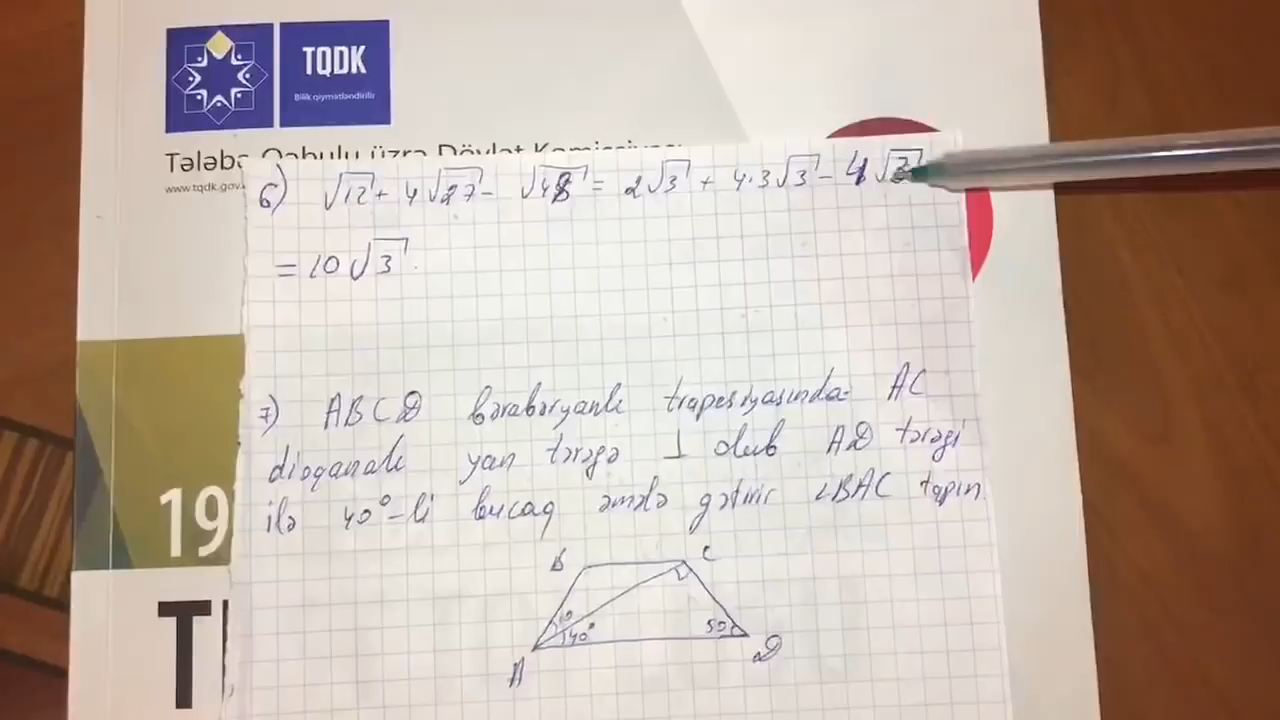 TQDK
Bilik qiymətləndirilir
Tələbə Qəbulu üzrə Dövlət Komissiyası
www.tqdk.gov.
6) √12 + 4√27 - √48 = 2√3 + 4·3√3 - 4√3
= 10√3.
7) ABCD bərabəryanlı trapesiyasında AC
dioqanalı yan tərəfə ⊥ olub AD tərəfi
ilə 40°-li bucaq əmələ gətirir ∠BAC tapın.
19
B C
10 40° 50
A D
T